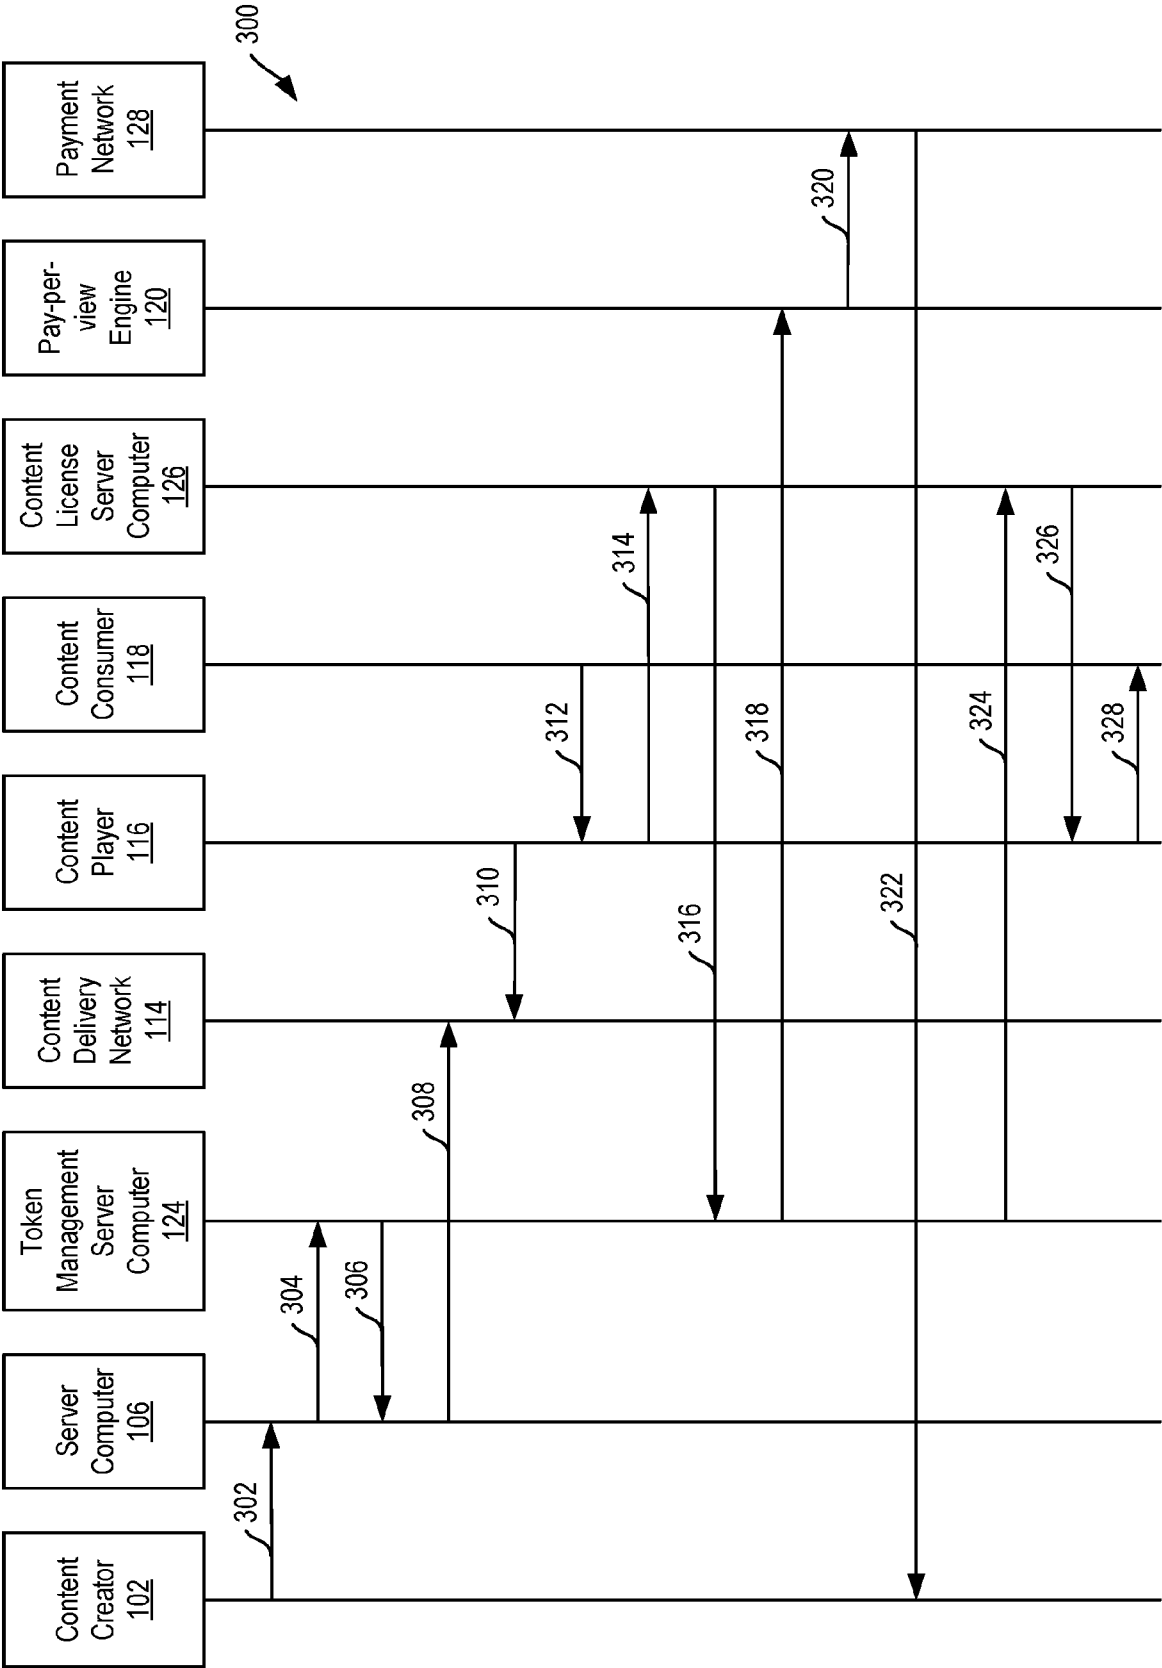 300
Content
Creator
102
Server
Computer
106
Token
Management
Server
Computer
124
Content
Delivery
Network
114
Content
Player
116
Content
Consumer
118
Content
License
Server
Computer
126
Pay-per-
view
Engine
120
Payment
Network
128
302
304
306
308
310
312
314
316
318
320
322
324
326
328